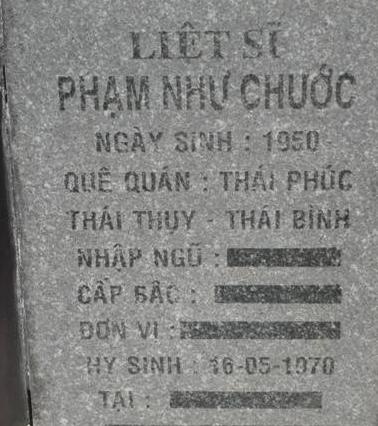 LIỆT SĨ
PHẠM NHƯ CHƯỚC
NGÀY SINH : 1950
QUÊ QUÁN : THÁI PHÚC
THÁI THỤY - THÁI BÌNH
NHẬP NGŨ :
CẤP BẬC :
ĐƠN VỊ :
HY SINH : 16-05-1970
TẠI :